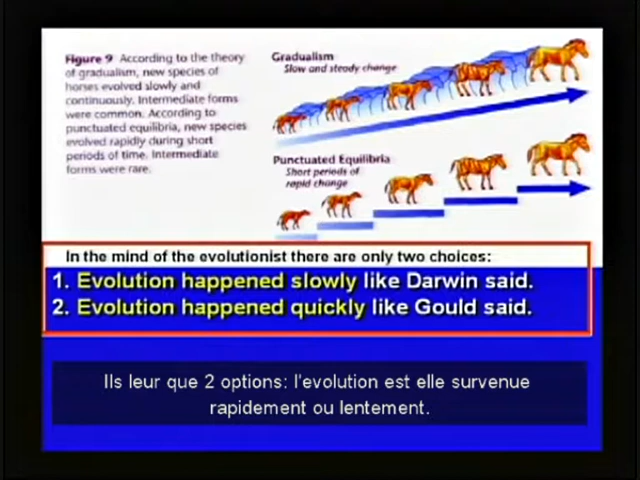 Figure 9 According to the theory
of gradualism, new species of
horses evolved slowly and
continuously. Intermediate forms
were common. According to
punctuated equilibria, new species
evolved rapidly during short
periods of time. Intermediate
forms were rare.
Gradualism
Slow and steady change
Punctuated Equilibria
Short periods of
rapid change
In the mind of the evolutionist there are only two choices:
1. Evolution happened slowly like Darwin said.
2. Evolution happened quickly like Gould said.
Ils leur que 2 options: l'evolution est elle survenue
rapidement ou lentement.